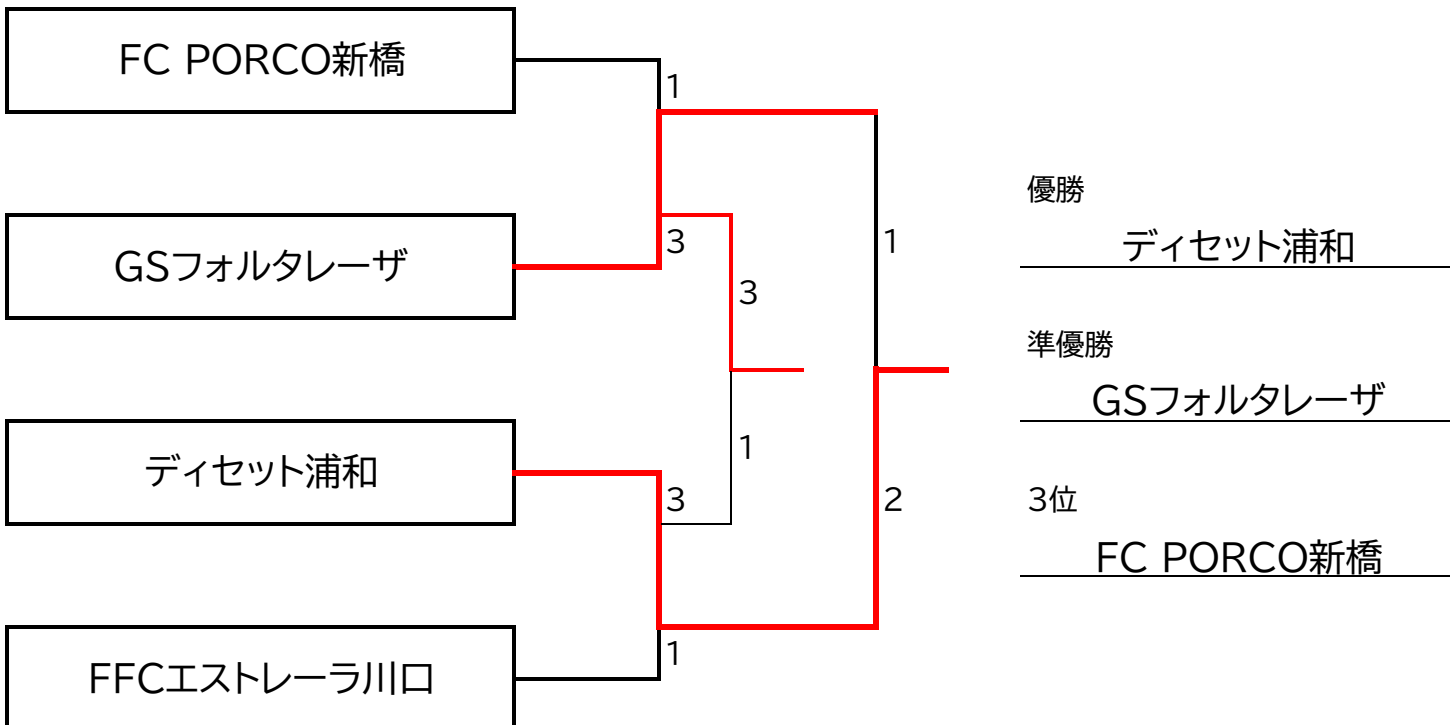 FC PORCO新橋
1
GSフォルタレーザ
3
3
1
優勝
ディセット浦和
準優勝
GSフォルタレーザ
ディセット浦和
3
1
2
3位
FC PORCO新橋
FFCエストレーラ川口
1